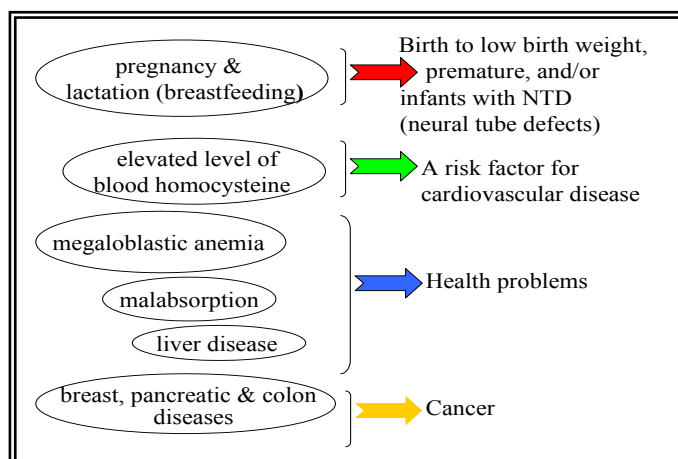 pregnancy &
lactation (breastfeeding)
Birth to low birth weight,
premature, and/or
infants with NTD
(neural tube defects)
elevated level of
blood homocysteine
A risk factor for
cardiovascular disease
megaloblastic anemia
malabsorption
liver disease
Health problems
breast, pancreatic & colon
diseases
Cancer